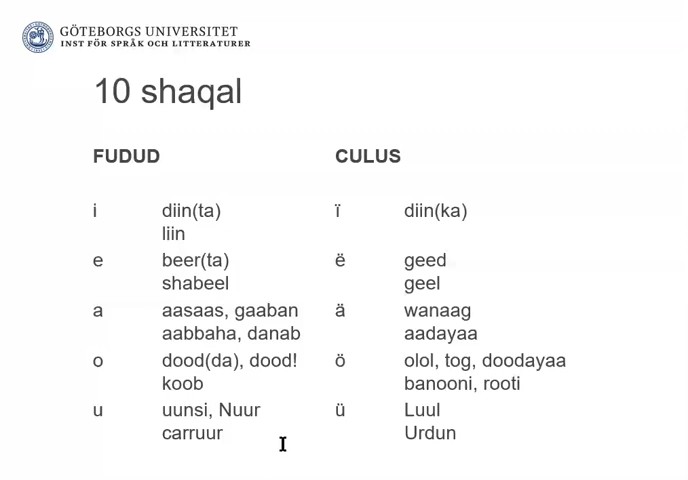 GÖTEBORGS UNIVERSITET
INST FÖR SPRÅK OCH LITTERATURER
10 shaqal
FUDUD CULUS
i diin(ta) ï diin(ka)
liin
e beer(ta) ë geed
shabeel geel
a aasaas, gaaban ä wanaag
aabbaha, danab aadayaa
o dood(da), dood! ö olol, tog, doodayaa
koob banooni, rooti
u uunsi, Nuur ü Luul
carruur Urdun